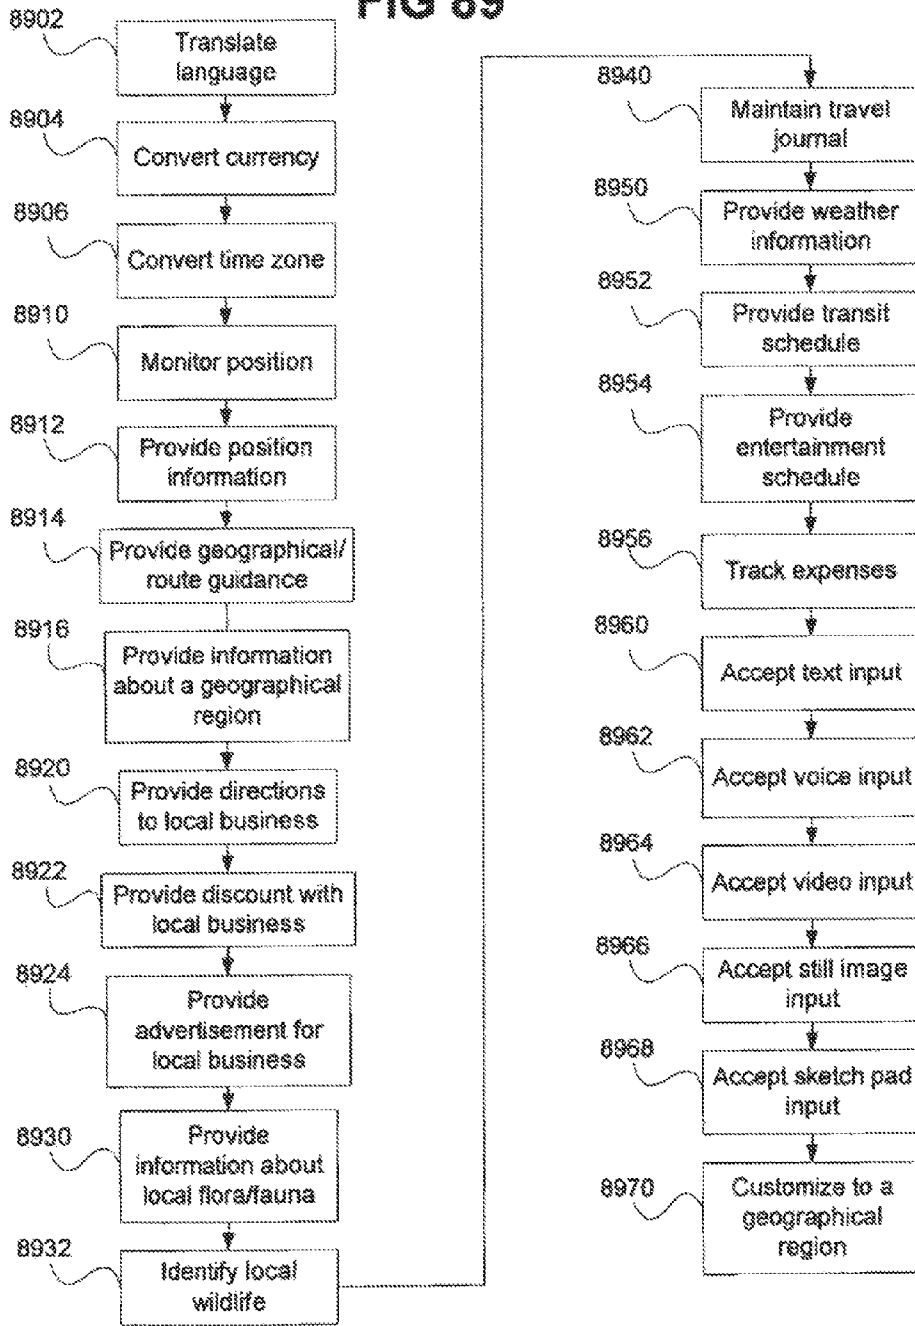 FIG 89
8902
Translate
language
8904
Convert currency
8906
Convert time zone
8910
Monitor position
8912
Provide position
information
8914
Provide geographical/
route guidance
8916
Provide information
about a geographical
region
8920
Provide directions
to local business
8922
Provide discount with
local business
8924
Provide
advertisement for
local business
8930
Provide
information about
local flora/fauna
8932
Identify local
wildlife
8940
Maintain travel
journal
8950
Provide weather
information
8952
Provide transit
schedule
8954
Provide
entertainment
schedule
8956
Track expenses
8960
Accept text input
8962
Accept voice input
8964
Accept video input
8966
Accept still image
input
8968
Accept sketch pad
input
8970
Customize to a
geographical
region